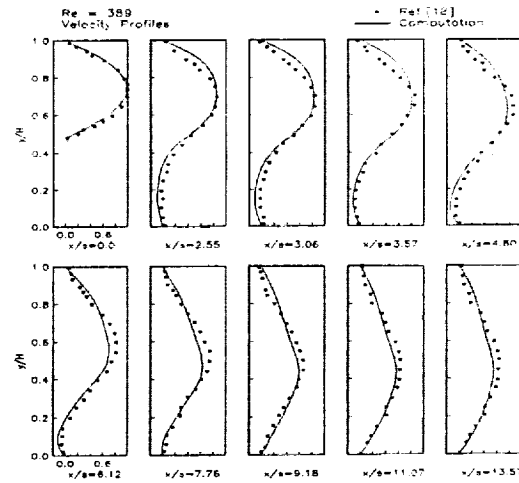 Re = 389
Velocity Profiles
Ref [12]
Computation
1.0
0.8
0.6
0.4
0.2
0.0
y/H
0.0 0.6
x/s=0.0 x/s=2.55 x/s=3.06 x/s=3.57 x/s=4.80
1.0
0.8
0.6
0.4
0.2
0.0
y/H
0.0 0.6
x/s=6.12 x/s=7.76 x/s=9.18 x/s=11.07 x/s=13.57